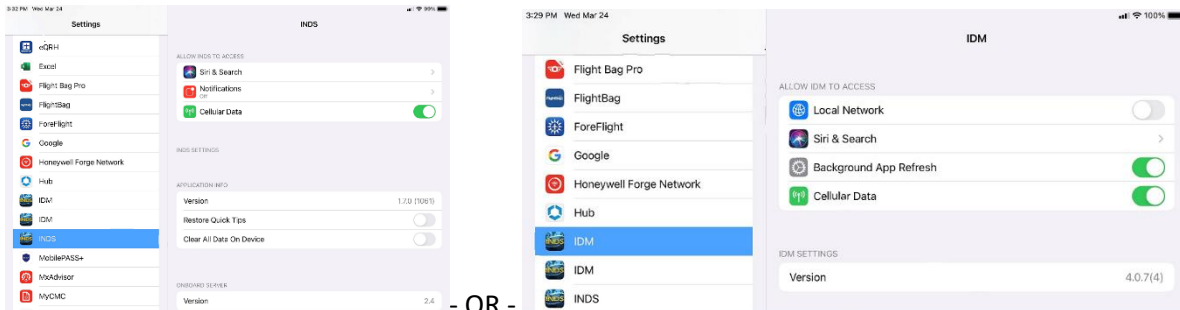 3:32 PM Wed Mar 24
99%
Settings
INDS
eQRH
Excel
Flight Bag Pro
FlightBag
ForeFlight
Google
Honeywell Forge Network
Hub
IDM
IDM
INDS
MobilePASS+
MxAdvisor
MyCMC
ALLOW INDS TO ACCESS
Siri & Search
Notifications
Off
Cellular Data
INDS SETTINGS
APPLICATION INFO
Version 1.7.0 (1061)
Restore Quick Tips
Clear All Data On Device
ONBOARD SERVER
Version 2.4
- OR -
3:29 PM Wed Mar 24
100%
Settings
IDM
Flight Bag Pro
FlightBag
ForeFlight
Google
Honeywell Forge Network
Hub
IDM
IDM
INDS
ALLOW IDM TO ACCESS
Local Network
Siri & Search
Background App Refresh
Cellular Data
IDM SETTINGS
Version 4.0.7(4)